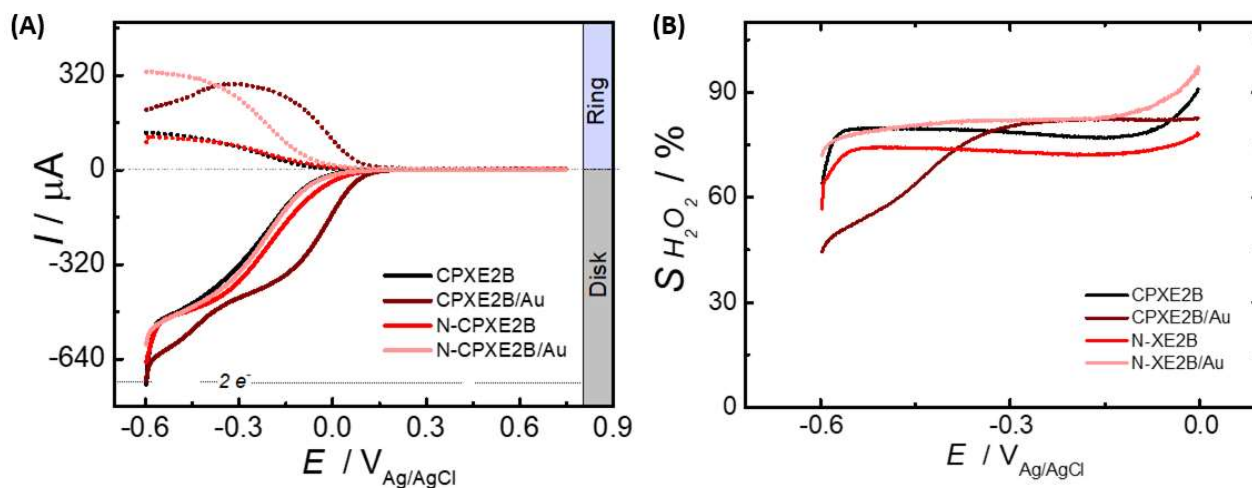 (A)
320
0
-320
-640
I / μA
Ring
Disk
CPXE2B
CPXE2B/Au
N-CPXE2B
N-CPXE2B/Au
2 e⁻
-0.6
-0.3
0.0
0.3
0.6
0.9
E / V Ag/AgCl
(B)
90
60
30
0
S H₂O₂ / %
CPXE2B
CPXE2B/Au
N-XE2B
N-XE2B/Au
-0.6
-0.3
0.0
E / V Ag/AgCl